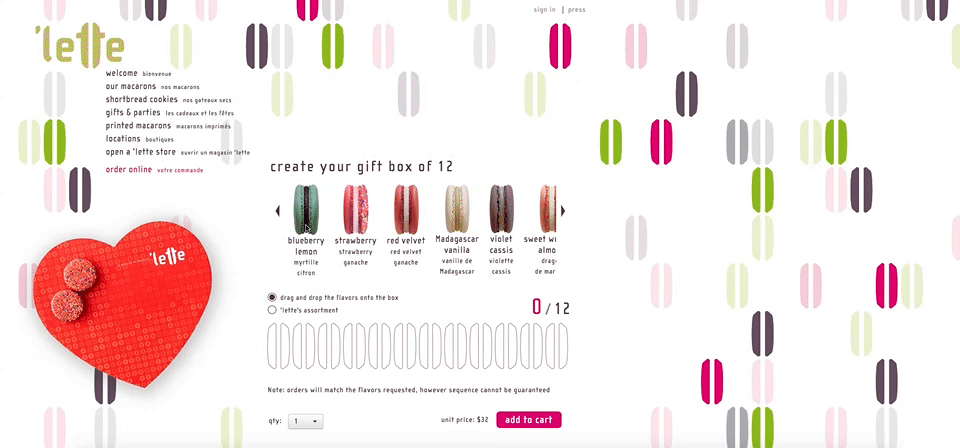 sign in | press
'lette
welcome bienvenue
our macarons nos macarons
shortbread cookies nos gateaux secs
gifts & parties les cadeaux et les fêtes
printed macarons macarons imprimés
locations boutiques
open a 'lette store ouvrir un magasin 'lette
order online votre commande
create your gift box of 12
blueberry lemon
myrtille citron
strawberry
strawberry ganache
red velvet
red velvet ganache
Madagascar vanilla
vanille de Madagascar
violet cassis
violette cassis
sweet w
almo
drag
de mar
'lette
drag and drop the flavors onto the box
'lette's assortment
0 / 12
Note: orders will match the flavors requested, however sequence cannot be guaranteed
qty: 1
unit price: $32
add to cart